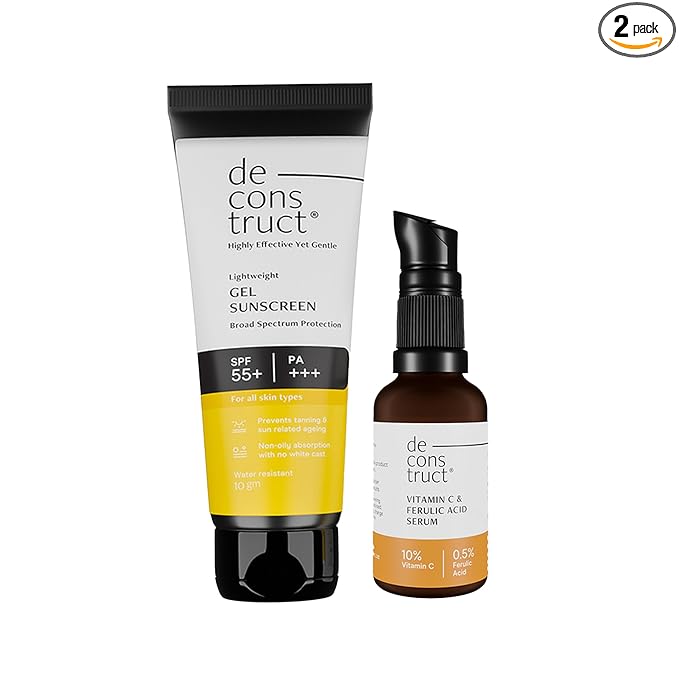 2 pack
de
cons
truct®
Highly Effective Yet Gentle
Lightweight
GEL
SUNSCREEN
Broad Spectrum Protection
SPF
55+
PA
+++
For all skin types
Prevents tanning &
sun related ageing
Non-oily absorption
with no white cast
Water resistant
10 gm
de
cons
truct®
VITAMIN C &
FERULIC ACID
SERUM
10%
Vitamin C
0.5%
Ferulic
Acid